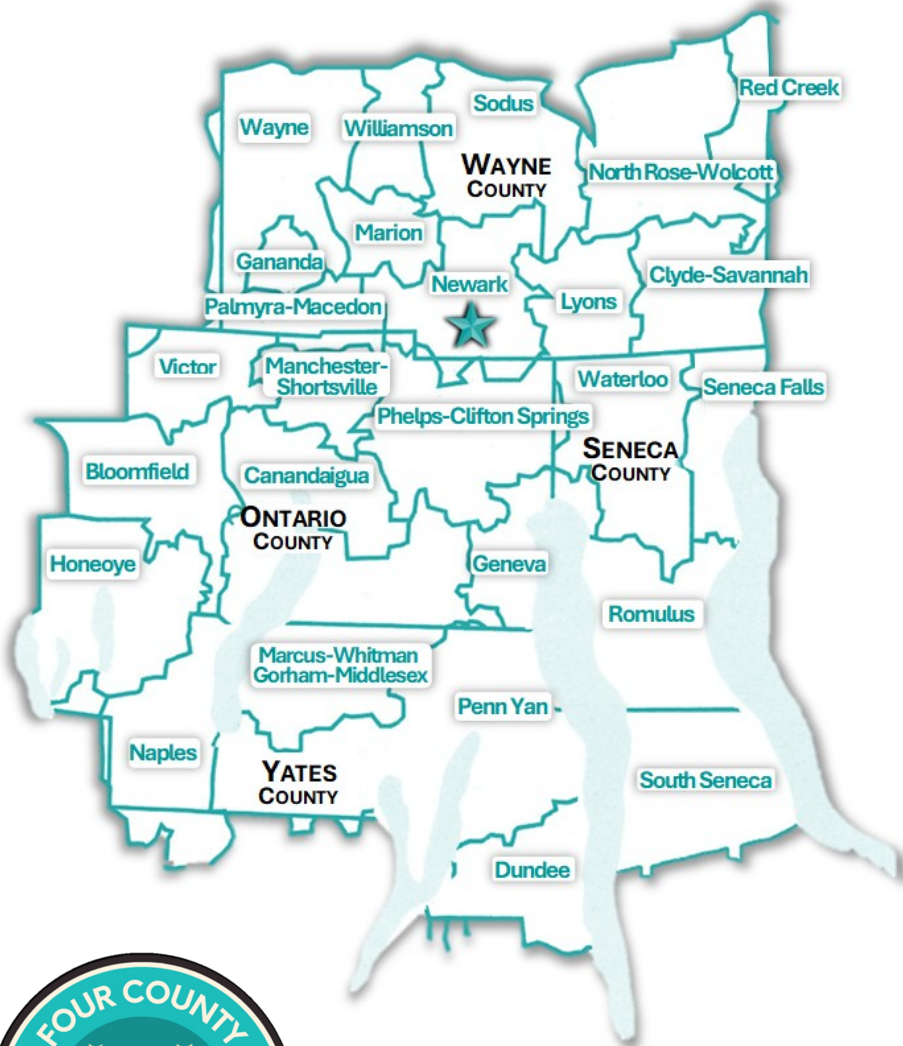 Red Creek
Sodus
Wayne
Williamson
WAYNE
COUNTY
North Rose-Wolcott
Marion
Gananda
Clyde-Savannah
Newark
Lyons
Palmyra-Macedon
Victor
Manchester-
Shortsville
Waterloo
Seneca Falls
Phelps-Clifton Springs
SENECA
COUNTY
Bloomfield
Canandaigua
ONTARIO
COUNTY
Honeoye
Geneva
Romulus
Marcus-Whitman
Gorham-Middlesex
Penn Yan
Naples
YATES
COUNTY
South Seneca
Dundee
FOUR COUNTY